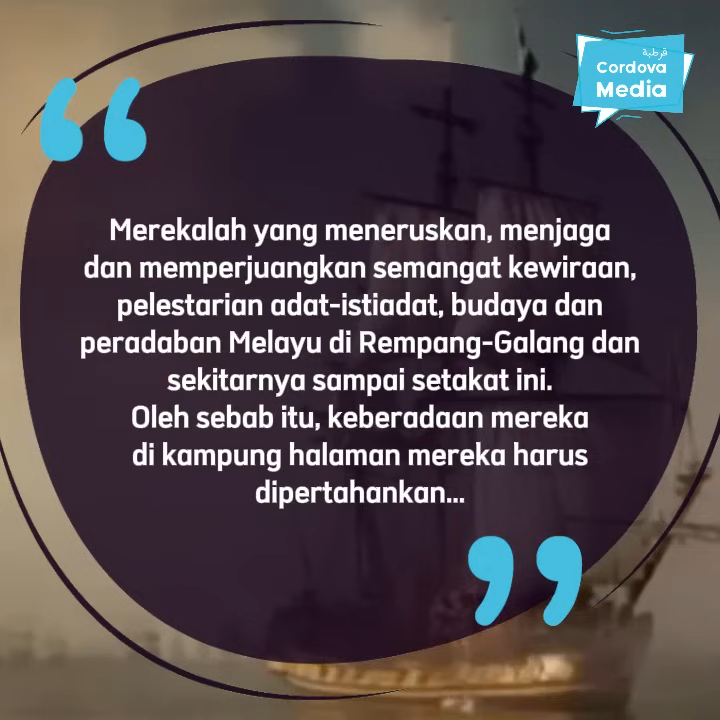 قرطبة
Cordova
Media
Merekalah yang meneruskan, menjaga
dan memperjuangkan semangat kewiraan,
pelestarian adat-istiadat, budaya dan
peradaban Melayu di Rempang-Galang dan
sekitarnya sampai setakat ini.
Oleh sebab itu, keberadaan mereka
di kampung halaman mereka harus
dipertahankan...